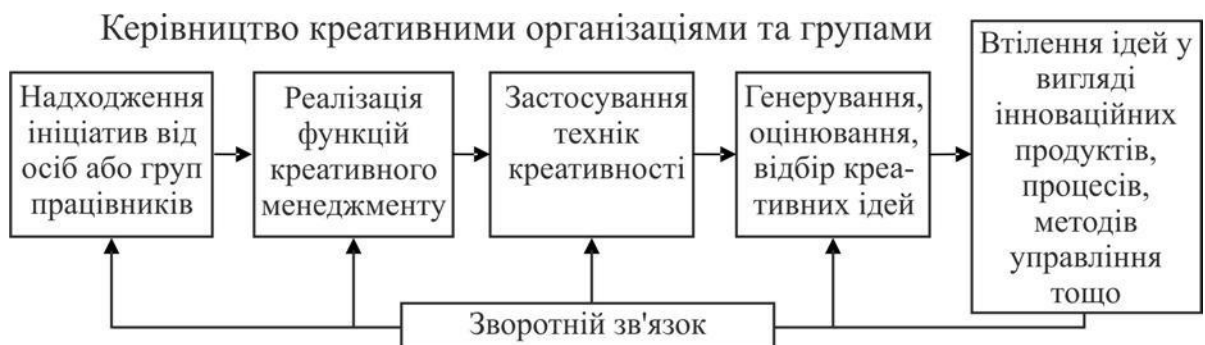 Керівництво креативними організаціями та групами
Надходження
ініціатив від
осіб або груп
працівників
Реалізація
функцій
креативного
менеджменту
Застосування
технік
креативності
Генерування,
оцінювання,
відбір креа-
тивних ідей
Втілення ідей у
вигляді
інноваційних
продуктів,
процесів,
методів
управління
тощо
Зворотній зв'язок